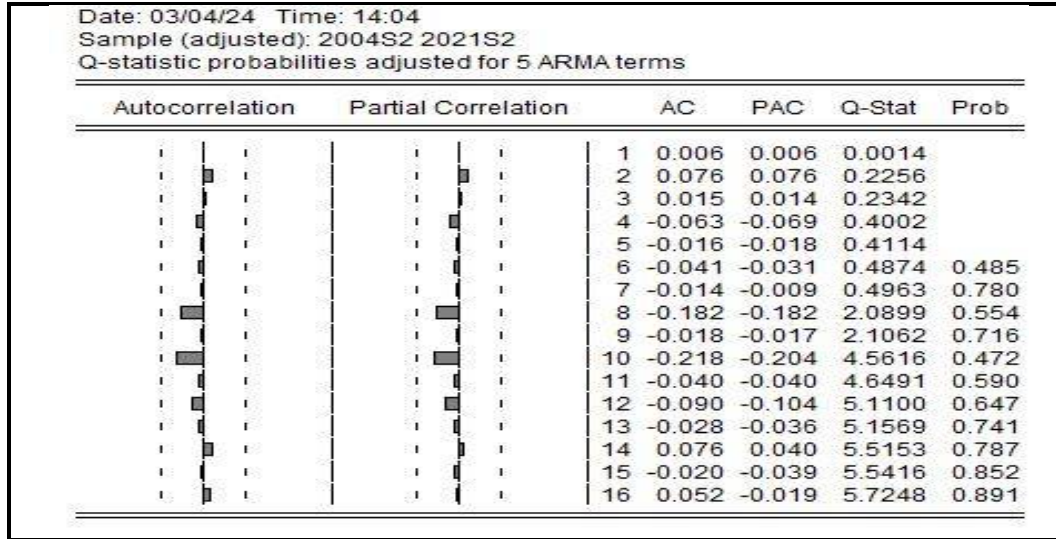 Date: 03/04/24 Time: 14:04
Sample (adjusted): 2004S2 2021S2
Q-statistic probabilities adjusted for 5 ARMA terms
Autocorrelation Partial Correlation AC PAC Q-Stat Prob
1 0.006 0.006 0.0014
2 0.076 0.076 0.2256
3 0.015 0.014 0.2342
4 -0.063 -0.069 0.4002
5 -0.016 -0.018 0.4114
6 -0.041 -0.031 0.4874 0.485
7 -0.014 -0.009 0.4963 0.780
8 -0.182 -0.182 2.0899 0.554
9 -0.018 -0.017 2.1062 0.716
10 -0.218 -0.204 4.5616 0.472
11 -0.040 -0.040 4.6491 0.590
12 -0.090 -0.104 5.1100 0.647
13 -0.028 -0.036 5.1569 0.741
14 0.076 0.040 5.5153 0.787
15 -0.020 -0.039 5.5416 0.852
16 0.052 -0.019 5.7248 0.891